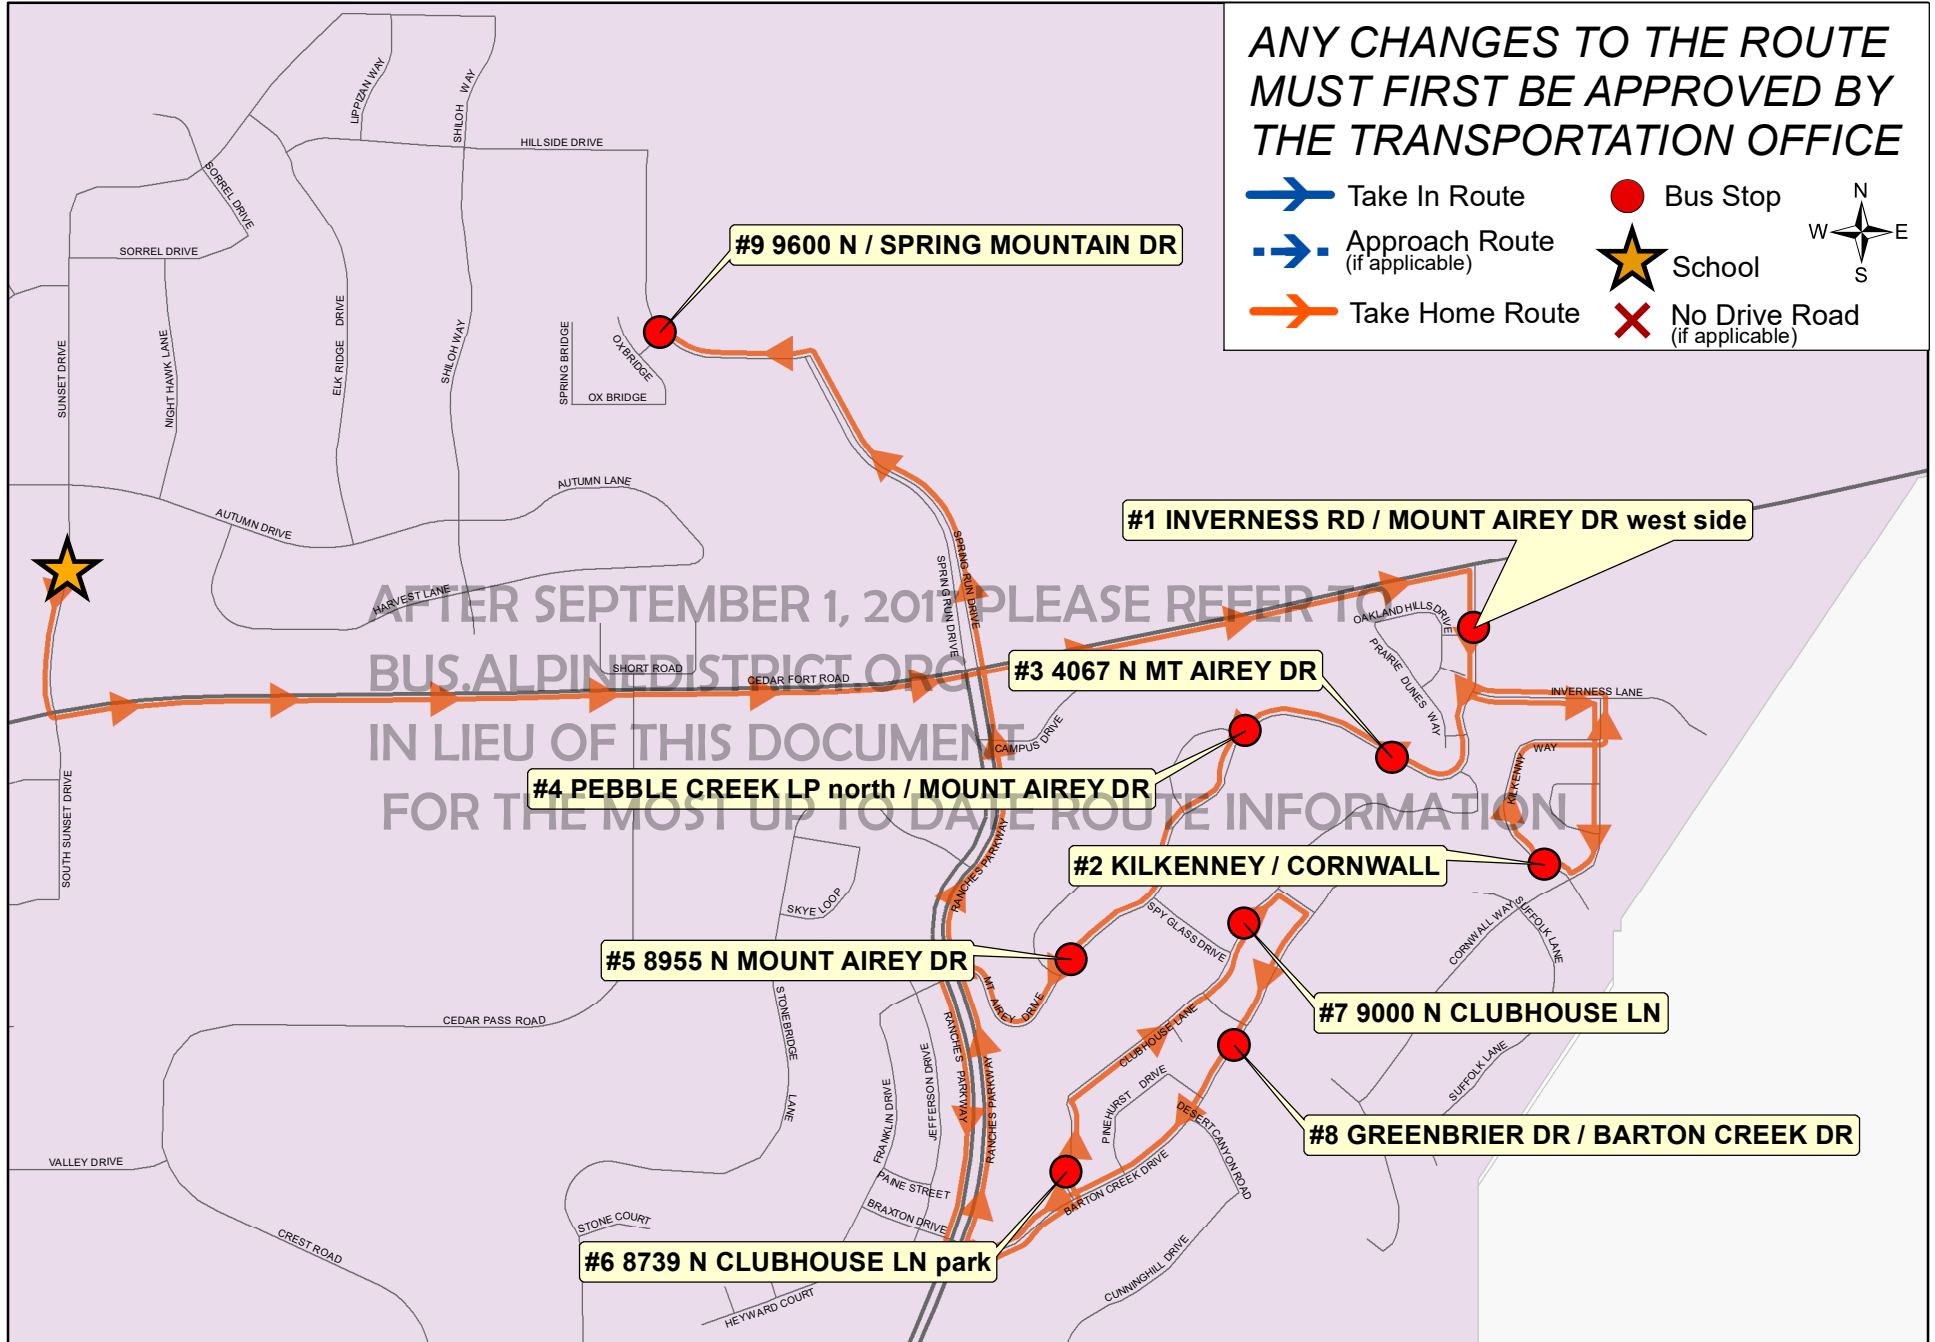 ANY CHANGES TO THE ROUTE
MUST FIRST BE APPROVED BY
THE TRANSPORTATION OFFICE
Take In Route
Bus Stop
Approach Route
(if applicable)
School
Take Home Route
No Drive Road
(if applicable)
N
W
E
S
LIPPIZAN WAY
SHILOH WAY
HILLSIDE DRIVE
SORREL DRIVE
SORREL DRIVE
#9 9600 N / SPRING MOUNTAIN DR
SUNSET DRIVE
NIGHT HAWK LANE
ELK RIDGE DRIVE
SHILOH WAY
SPRING BRIDGE
OXBRIDGE
OX BRIDGE
AUTUMN LANE
AUTUMN DRIVE
#1 INVERNESS RD / MOUNT AIREY DR west side
HARVEST LANE
SPRING RUN DRIVE
SPRING RUN DRIVE
AFTER SEPTEMBER 1, 2017 PLEASE REFER TO
BUS.ALPINEDISTRICT.ORG
IN LIEU OF THIS DOCUMENT
FOR THE MOST UP TO DATE ROUTE INFORMATION
OAKLAND HILLS DRIVE
PRAIRIE DUNES WAY
SHORT ROAD
CEDAR FORT ROAD
#3 4067 N MT AIREY DR
INVERNESS LANE
CAMPUS DRIVE
KILKENNY WAY
#4 PEBBLE CREEK LP north / MOUNT AIREY DR
SOUTH SUNSET DRIVE
RANCHES PARKWAY
#2 KILKENNEY / CORNWALL
SKYE LOOP
SPY GLASS DRIVE
CORNWALL WAY
SUFFOLK LANE
#5 8955 N MOUNT AIREY DR
MT AIREY DRIVE
#7 9000 N CLUBHOUSE LN
CEDAR PASS ROAD
STONEBRIDGE LANE
RANCHES PARKWAY
RANCHES PARKWAY
CLUBHOUSE LANE
SUFFOLK LANE
FRANKLIN DRIVE
JEFFERSON DRIVE
PINEHURST DRIVE
DESERT CANYON ROAD
#8 GREENBRIER DR / BARTON CREEK DR
VALLEY DRIVE
PAINE STREET
BARTON CREEK DRIVE
BRAXTON DRIVE
STONE COURT
CREST ROAD
#6 8739 N CLUBHOUSE LN park
CUNNINGHILL DRIVE
HEYWARD COURT